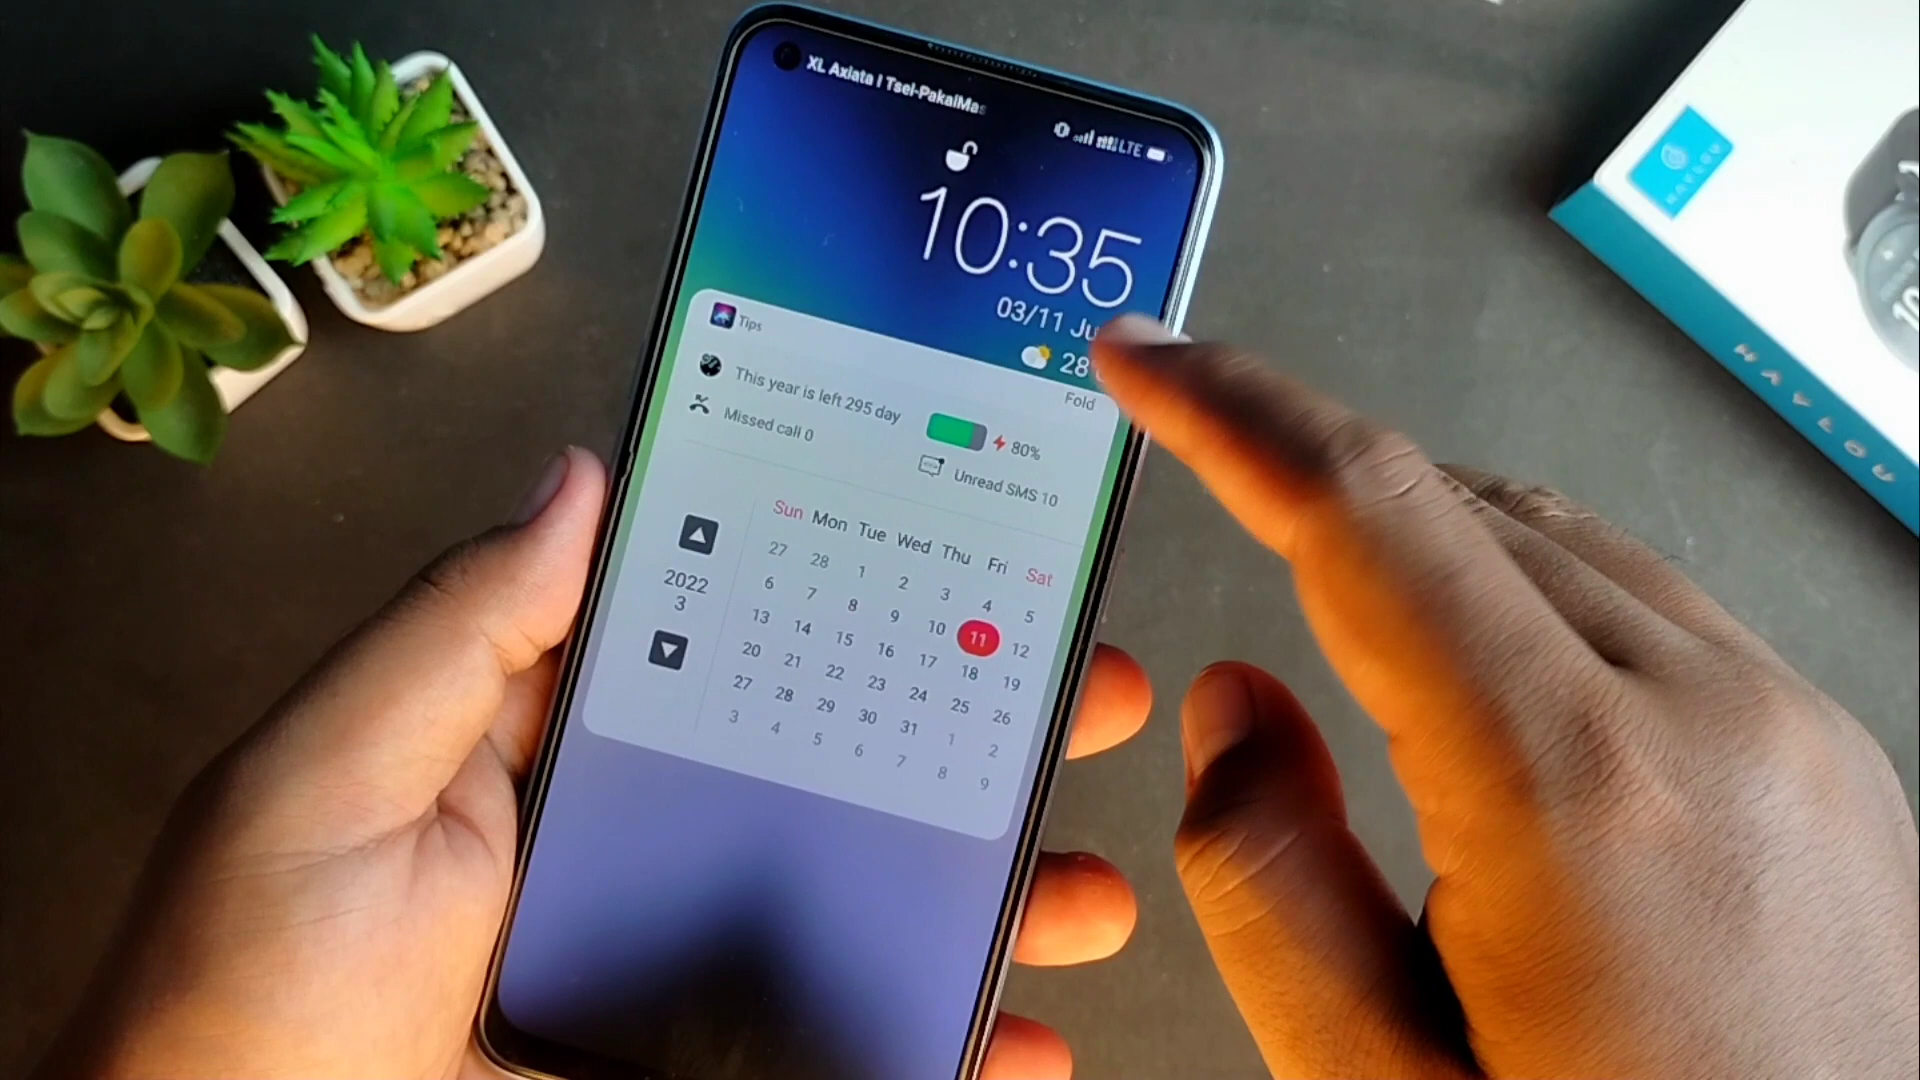 XL Axiata | Tsel-PakaiMas
LTE
10:35
03/11 Ju
28
Tips
Fold
This year is left 295 day
80%
Missed call 0
Unread SMS 10
Sun Mon Tue Wed Thu Fri Sat
27 28 1 2 3 4 5
6 7 8 9 10 11 12
13 14 15 16 17 18 19
20 21 22 23 24 25 26
27 28 29 30 31 1 2
3 4 5 6 7 8 9
2022
3
HAYLOU
HAYLOU
10